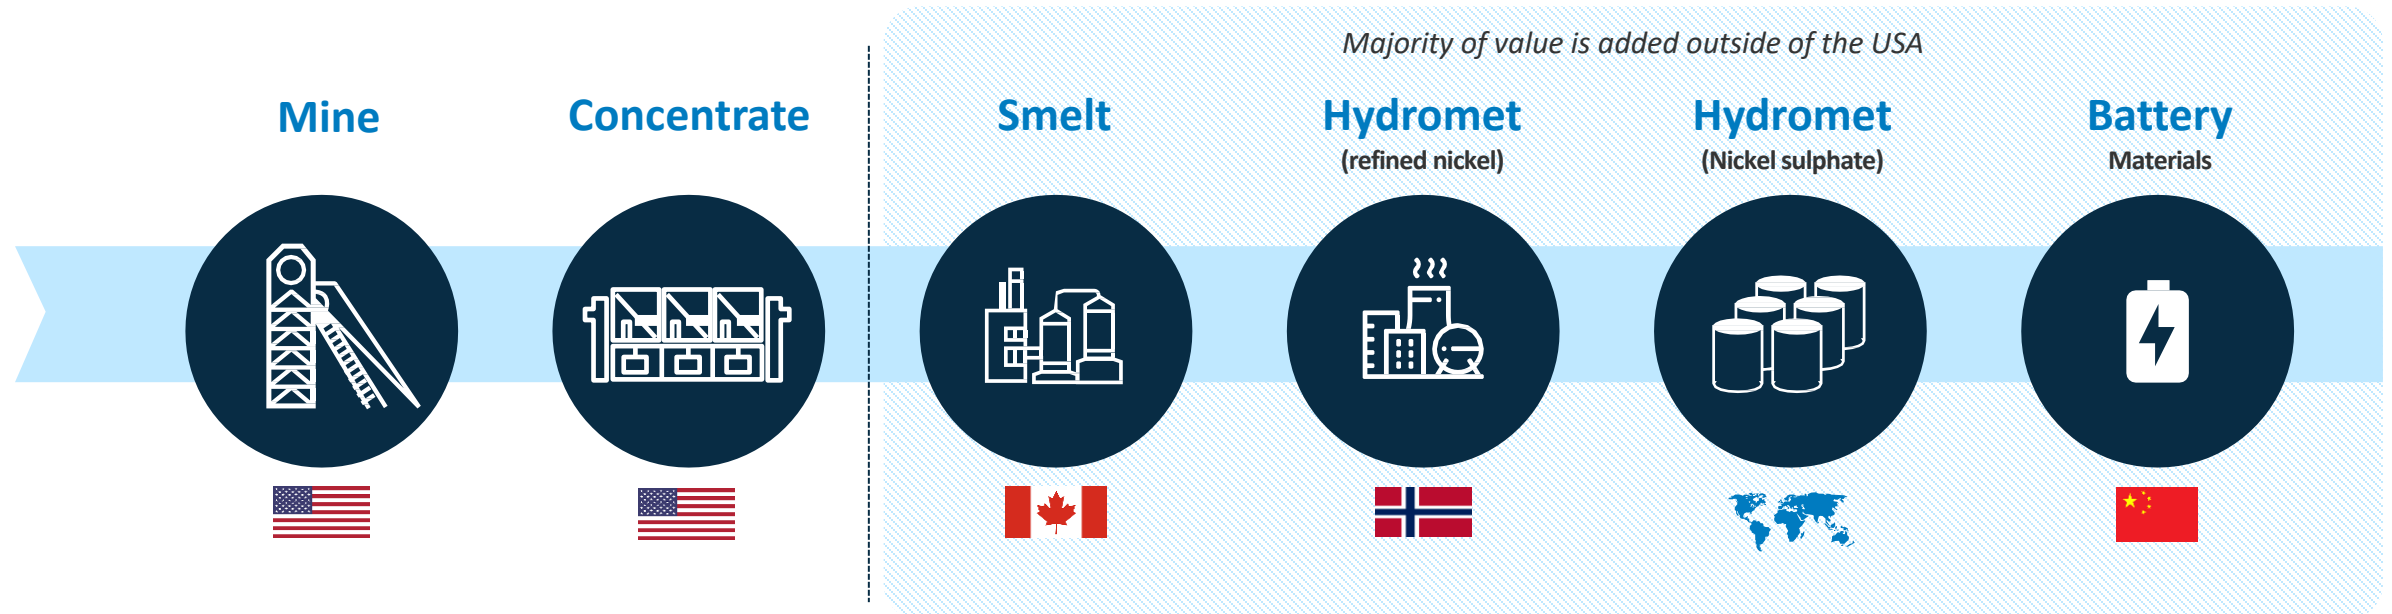 Majority of value is added outside of the USA
Mine
Concentrate
Smelt
Hydromet
(refined nickel)
Hydromet
(Nickel sulphate)
Battery
Materials